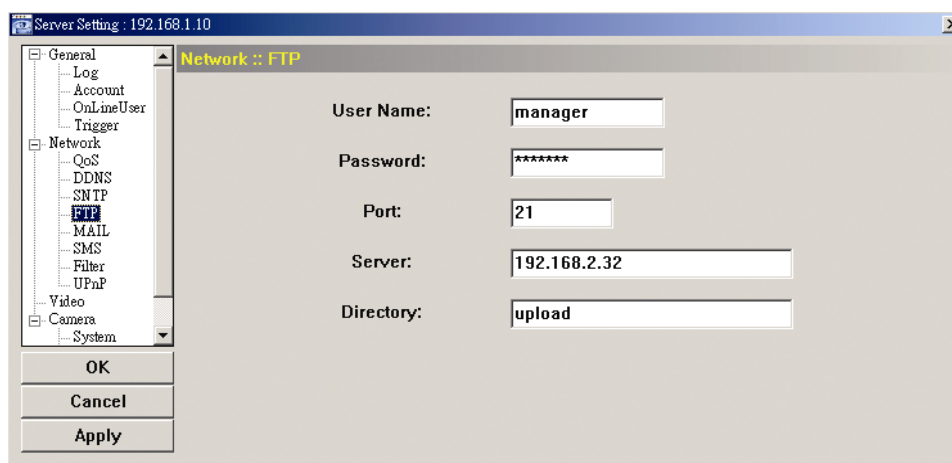 Server Setting : 192.168.1.10
General
Log
Account
OnLineUser
Trigger
Network
QoS
DDNS
SNTP
FTP
MAIL
SMS
Filter
UPnP
Video
Camera
System
OK
Cancel
Apply
Network :: FTP
User Name: manager
Password: *******
Port: 21
Server: 192.168.2.32
Directory: upload